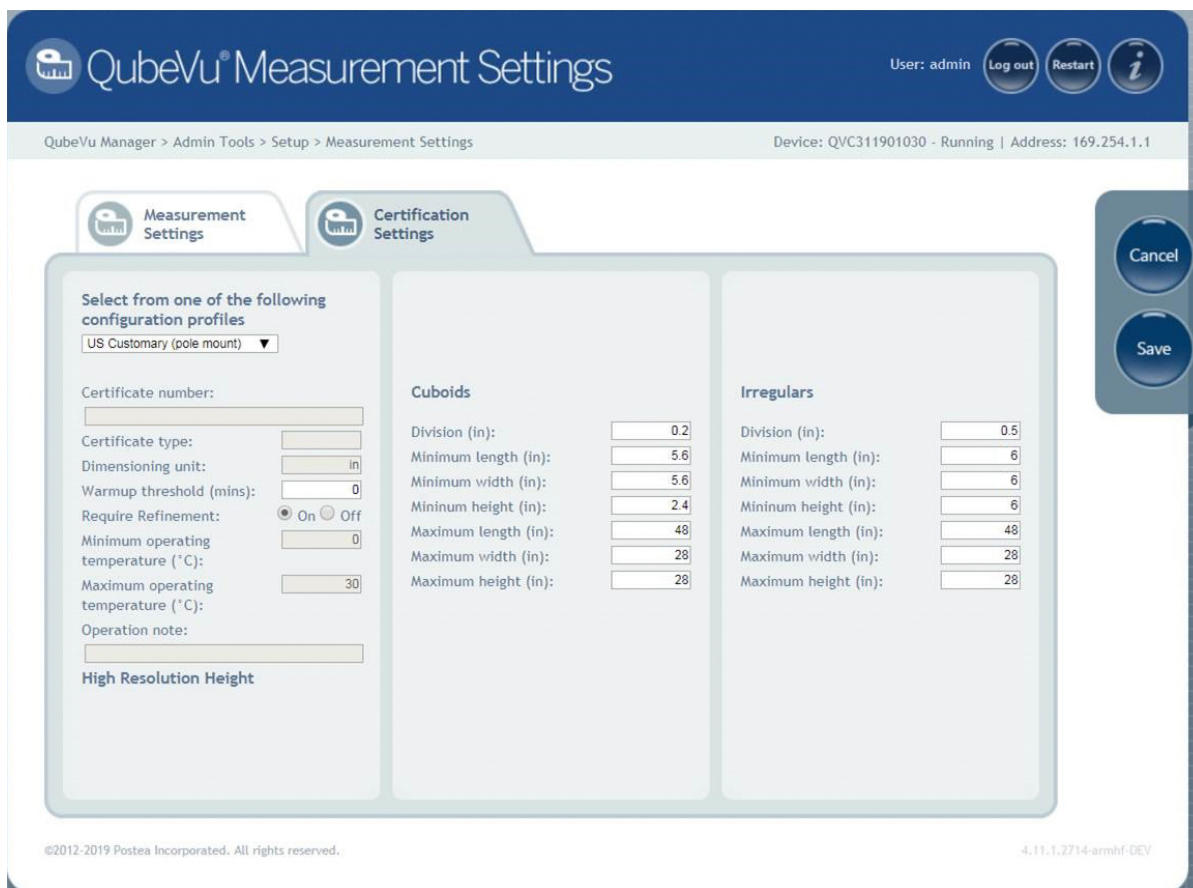 QubeVu® Measurement Settings
User: admin
Log out
Restart
i
QubeVu Manager > Admin Tools > Setup > Measurement Settings
Device: QVC311901030 - Running | Address: 169.254.1.1
Measurement
Settings
Certification
Settings
Cancel
Save
Select from one of the following
configuration profiles
US Customary (pole mount) ▼
Certificate number:
Certificate type:
Dimensioning unit: in
Warmup threshold (mins): 0
Require Refinement: On Off
Minimum operating 0
temperature (°C):
Maximum operating 30
temperature (°C):
Operation note:
High Resolution Height
Cuboids
Division (in): 0.2
Minimum length (in): 5.6
Minimum width (in): 5.6
Mininum height (in): 2.4
Maximum length (in): 48
Maximum width (in): 28
Maximum height (in): 28
Irregulars
Division (in): 0.5
Minimum length (in): 6
Minimum width (in): 6
Mininum height (in): 6
Maximum length (in): 48
Maximum width (in): 28
Maximum height (in): 28
©2012-2019 Postea Incorporated. All rights reserved.
4.11.1.2714-armhf-DEV